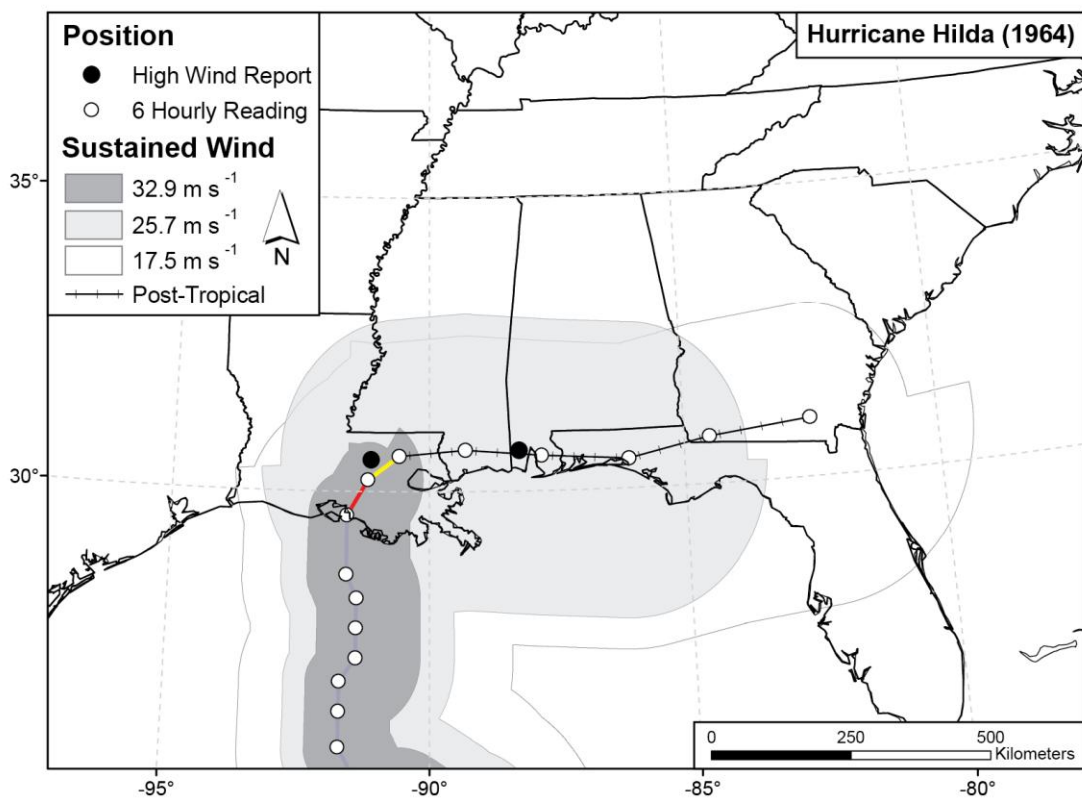 Hurricane Hilda (1964)
Position
High Wind Report
6 Hourly Reading
Sustained Wind
32.9 m s -1
25.7 m s -1
17.5 m s -1
Post-Tropical
N
35°
30°
0 250 500
Kilometers
-95° -90° -85° -80°